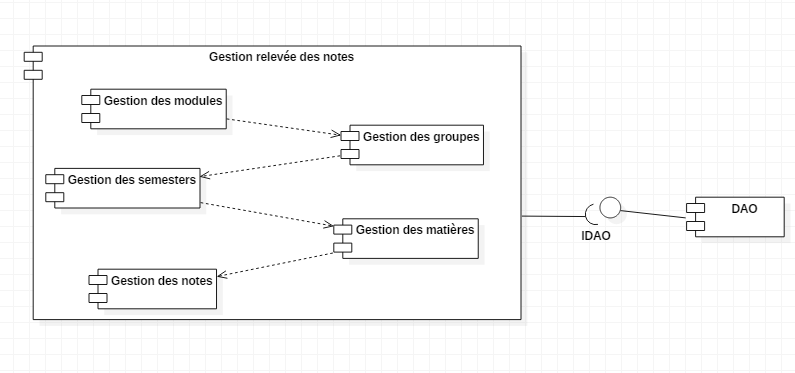 Gestion relevée des notes
Gestion des modules
Gestion des groupes
Gestion des semesters
Gestion des matières
Gestion des notes
IDAO
DAO